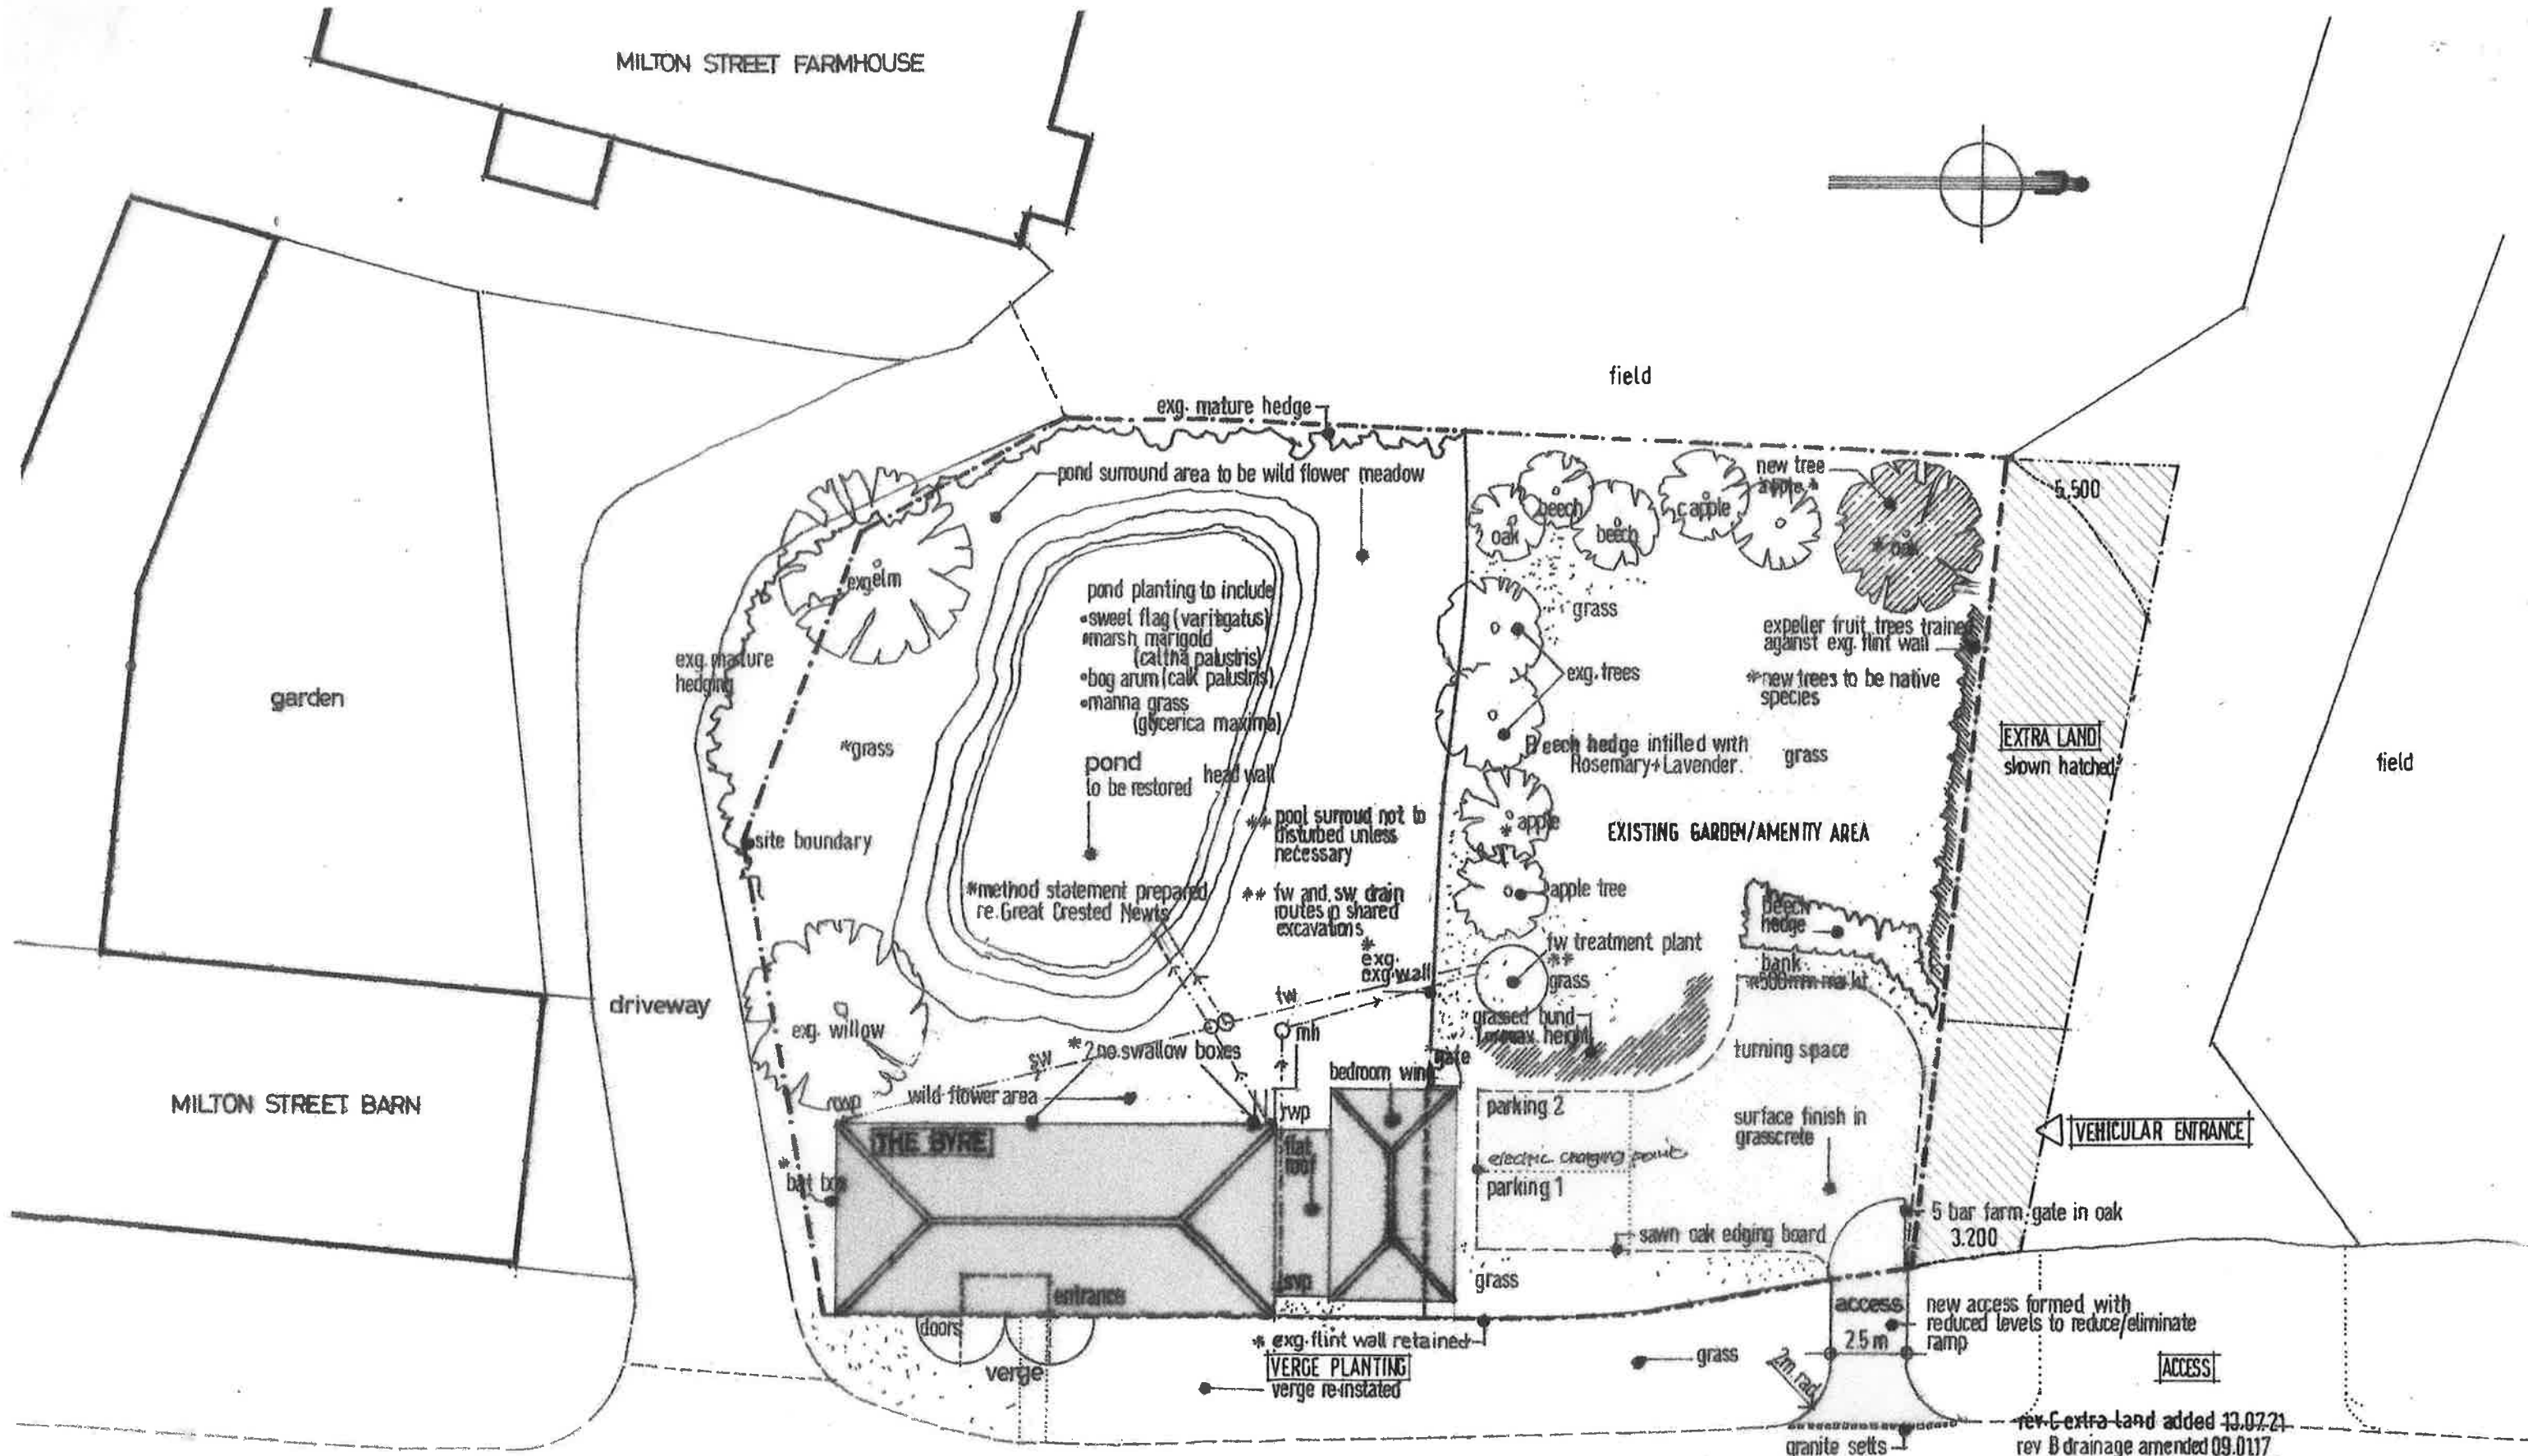 MILTON STREET FARMHOUSE
field
exg. mature hedge
pond surround area to be wild flower meadow
new tree
apple *
5.500
beech
c.apple
oak
beech
* oak
exg elm
pond planting to include
•sweet flag (varitgatus)
•marsh marigold
(caltha palustris)
•bog arum (calk palustris)
•manna grass
(glycerica maxima)
grass
expeller fruit trees traine
against exg. flint wall
exg. mature
hedging
exg. trees
*new trees to be native
species
garden
*grass
Beech hedge infilled with
Rosemary+Lavender.
grass
EXTRA LAND
shown hatched
field
pond
to be restored
head wall
** pool surroud not to
disturbed unless
necessary
* apple
EXISTING GARDEN/AMENITY AREA
site boundary
*method statement prepared
re. Great Crested Newts
** fw and sw drain
routes in shared
excavations
apple tree
Beech
hedge
*
exg.
exg wall
fw treatment plant
**
grass
bank
driveway
exg. willow
fw
mh
grassed bund
1m max. height
turning space
sw
* 2no. swallow boxes
gate
bedroom wing
MILTON STREET BARN
rwp
wild flower area
rwp
parking 2
surface finish in
grasscrete
VEHICULAR ENTRANCE
THE BYRE
flat
roof
electric charging point
*
bat box
parking 1
5 bar farm gate in oak
3.200
sawn oak edging board
entrance
svp
grass
doors
verge
* exg. flint wall retained
VERGE PLANTING
verge re-instated
grass
access
2.5 m
2m. rad.
new access formed with
reduced levels to reduce/eliminate
ramp
ACCESS
granite setts
rev C extra land added 13.07.21
rev B drainage amended 09.01.17